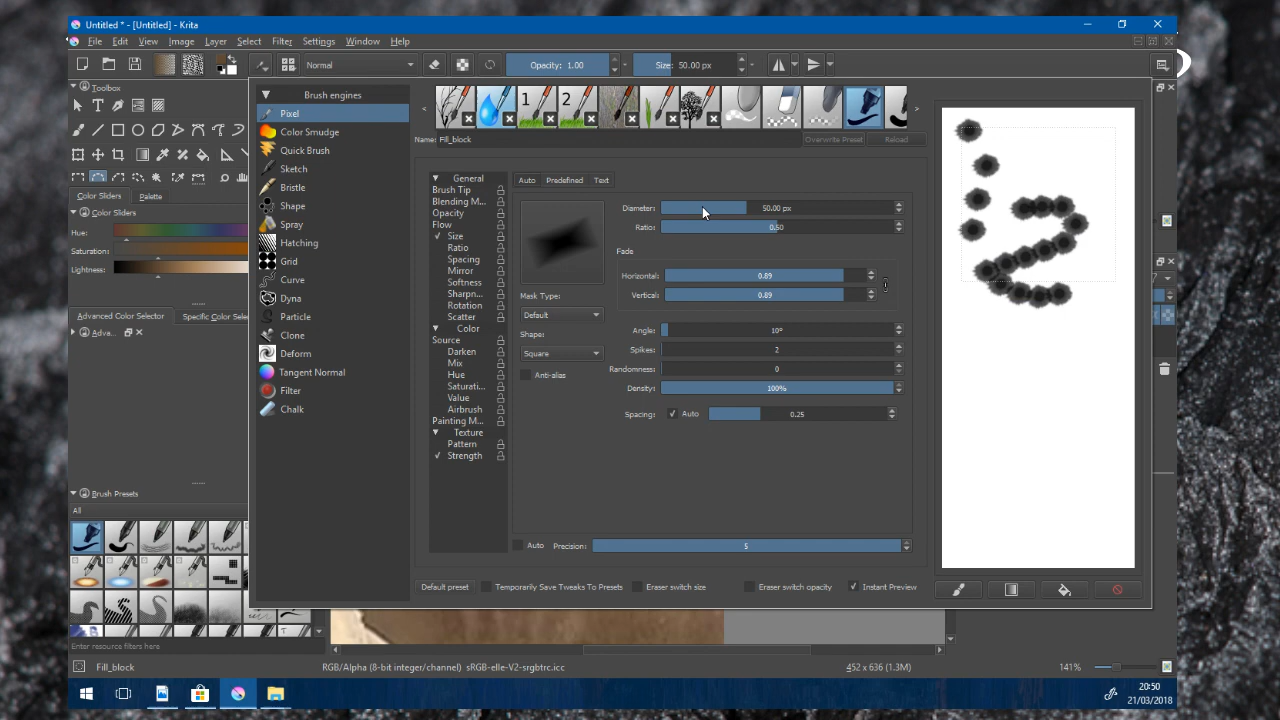 Untitled * - [Untitled] - Krita
File Edit View Image Layer Select Filter Settings Window Help
Normal Opacity: 1.00 Size: 50.00 px
Toolbox
Brush engines
Pixel
Color Smudge
Quick Brush
Sketch
Bristle
Shape
Spray
Hatching
Grid
Curve
Dyna
Particle
Clone
Deform
Tangent Normal
Filter
Chalk
1 2
Name: Fill_block Overwrite Preset Reload
General
Brush Tip
Blending M...
Opacity
Flow
Size
Ratio
Spacing
Mirror
Softness
Sharpn...
Rotation
Scatter
Color
Source
Darken
Mix
Hue
Saturati...
Value
Airbrush
Painting M...
Texture
Pattern
Strength
Auto Predefined Text
Mask Type:
Default
Shape:
Square
Anti-alias
Diameter: 50.00 px
Ratio: 0.50
Fade
Horizontal: 0.89
Vertical: 0.89
Angle: 10º
Spikes: 2
Randomness: 0
Density: 100%
Spacing: Auto 0.25
Auto Precision: 5
Default preset Temporarily Save Tweaks To Presets Eraser switch size Eraser switch opacity Instant Preview
Color Sliders Palette
Color Sliders
Hue:
Saturation:
Lightness:
Advanced Color Selector Specific Color Selec
Adva...
Brush Presets
All
Enter resource filters here
Fill_block RGB/Alpha (8-bit integer/channel) sRGB-elle-V2-srgbtrc.icc 452 x 636 (1.3M) 141%
20:50
21/03/2018